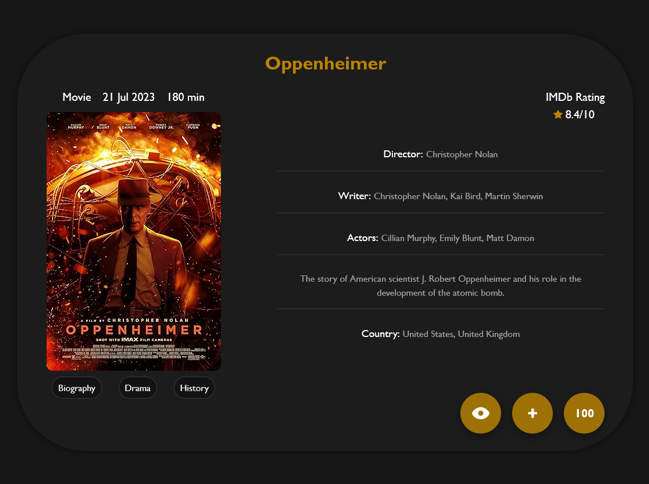 Oppenheimer
Movie 21 Jul 2023 180 min
IMDb Rating
8.4/10
MURPHY BLUNT DAMON ROBERT DOWNEY JR. PUGH
A FILM BY CHRISTOPHER NOLAN
OPPENHEIMER
SHOT WITH IMAX FILM CAMERAS
Director: Christopher Nolan
Writer: Christopher Nolan, Kai Bird, Martin Sherwin
Actors: Cillian Murphy, Emily Blunt, Matt Damon
The story of American scientist J. Robert Oppenheimer and his role in the
development of the atomic bomb.
Country: United States, United Kingdom
Biography Drama History
+ 100